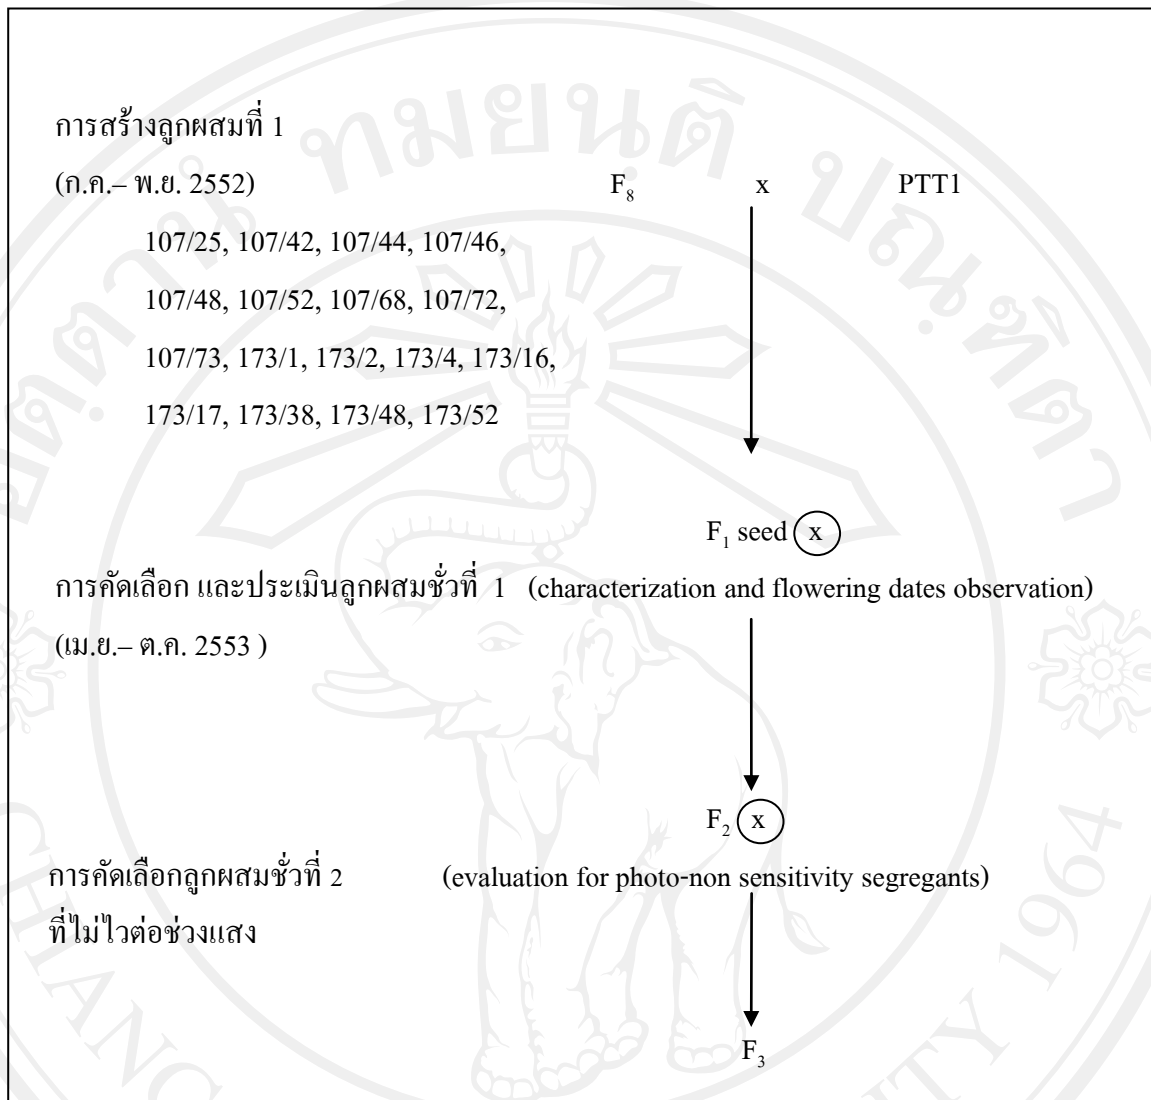 การสร้างลูกผสมที่ 1
(ก.ค.– พ.ย. 2552) F₈ x PTT1
107/25, 107/42, 107/44, 107/46,
107/48, 107/52, 107/68, 107/72,
107/73, 173/1, 173/2, 173/4, 173/16,
173/17, 173/38, 173/48, 173/52
F₁ seed x
การคัดเลือก และประเมินลูกผสมชั่วที่ 1 (characterization and flowering dates observation)
(เม.ย.– ต.ค. 2553 )
F₂ x
การคัดเลือกลูกผสมชั่วที่ 2 (evaluation for photo-non sensitivity segregants)
ที่ไม่ไวต่อช่วงแสง
F₃